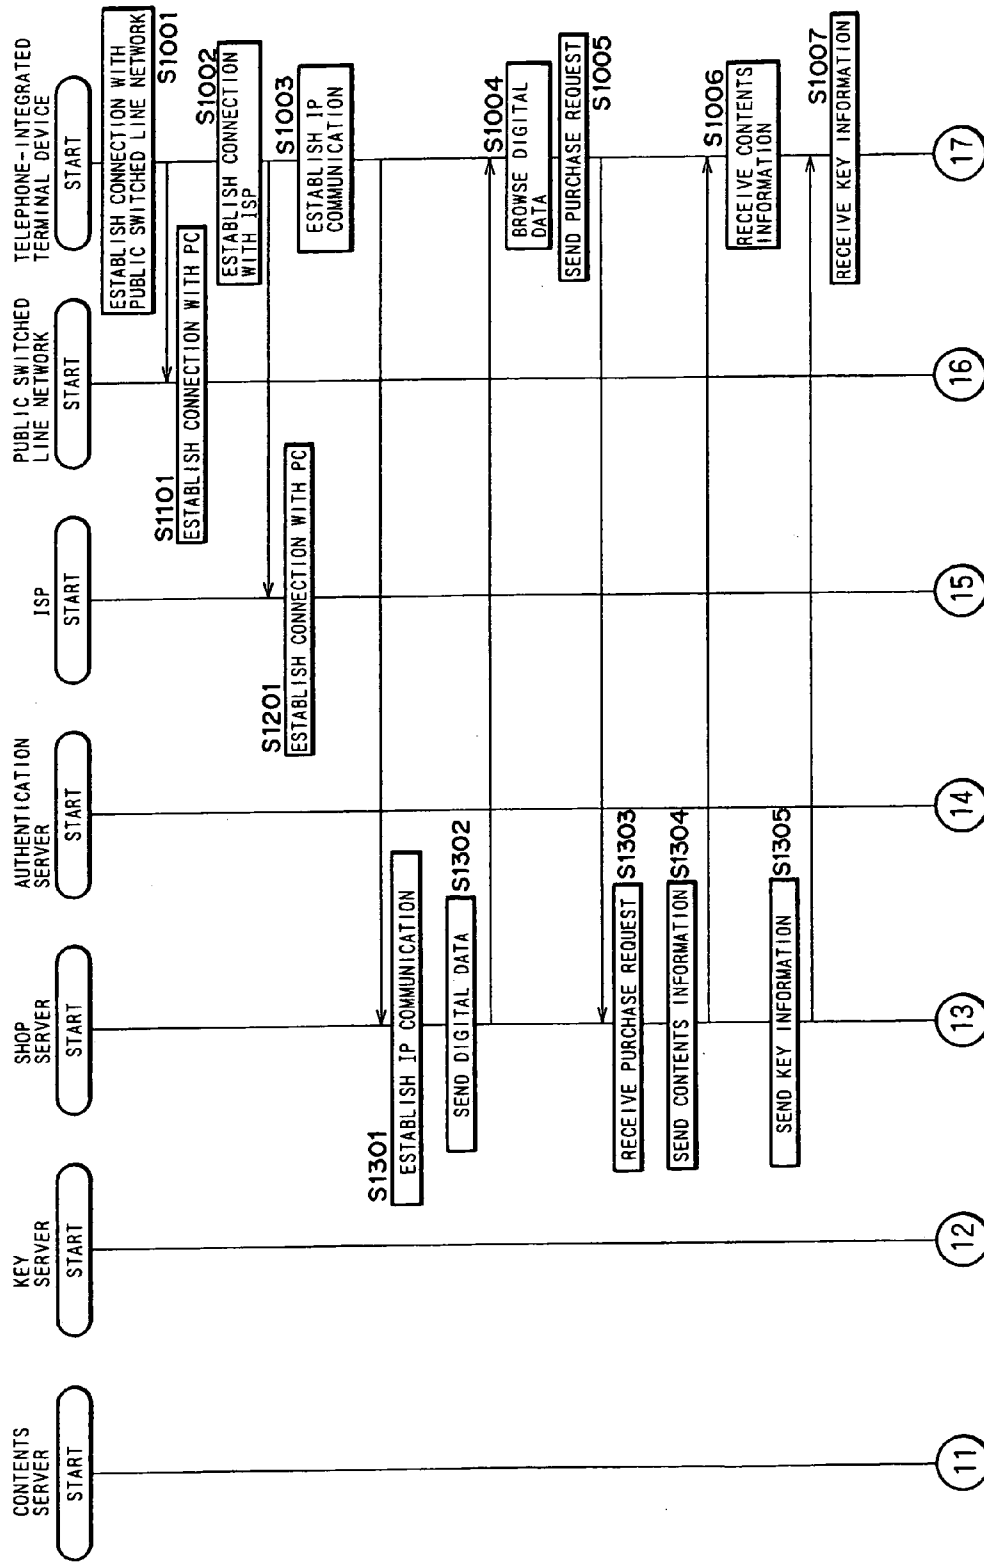 CONTENTS
SERVER
START
KEY
SERVER
START
SHOP
SERVER
START
AUTHENTICATION
SERVER
START
ISP
START
PUBLIC SWITCHED
LINE NETWORK
START
TELEPHONE-INTEGRATED
TERMINAL DEVICE
START
ESTABLISH CONNECTION WITH
PUBLIC SWITCHED LINE NETWORK
S1001
S1101
ESTABLISH CONNECTION WITH PC
S1002
ESTABLISH CONNECTION
WITH ISP
S1201
ESTABLISH CONNECTION WITH PC
S1003
ESTABLISH IP
COMMUNICATION
S1301
ESTABLISH IP COMMUNICATION
SEND DIGITAL DATA
S1302
S1004
BROWSE DIGITAL
DATA
SEND PURCHASE REQUEST
S1005
RECEIVE PURCHASE REQUEST
S1303
SEND CONTENTS INFORMATION
S1304
S1006
RECEIVE CONTENTS
INFORMATION
SEND KEY INFORMATION
S1305
S1007
RECEIVE KEY INFORMATION
11
12
13
14
15
16
17